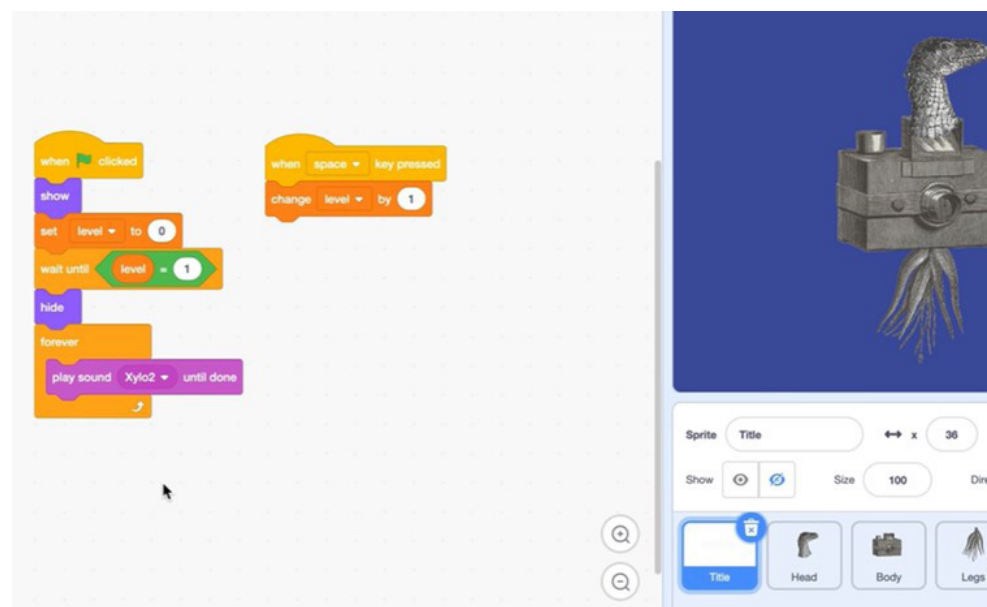 when clicked
show
set level to 0
wait until level = 1
hide
forever
play sound Xylo2 until done
when space key pressed
change level by 1
Sprite Title x 36
Show Size 100 Dire
Title Head Body Legs